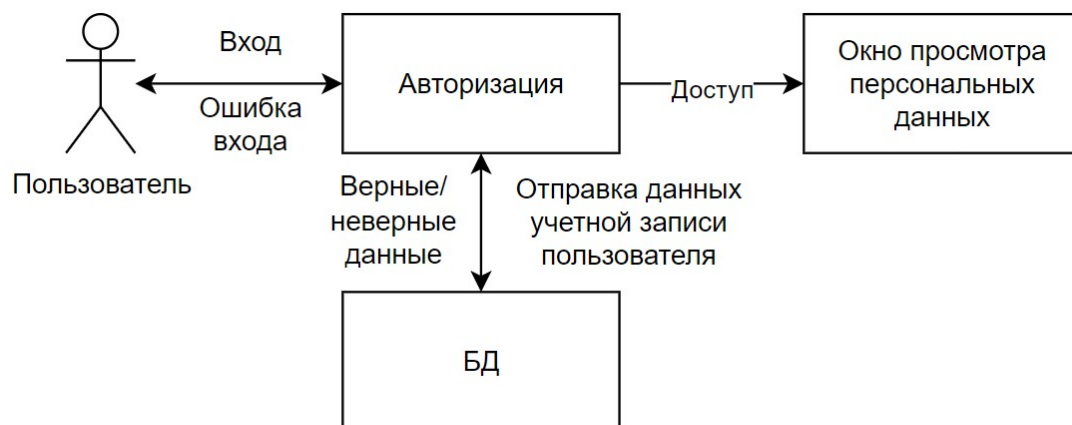 Вход
Ошибка
входа
Пользователь
Авторизация
Доступ
Окно просмотра
персональных
данных
Верные/
неверные
данные
Отправка данных
учетной записи
пользователя
БД